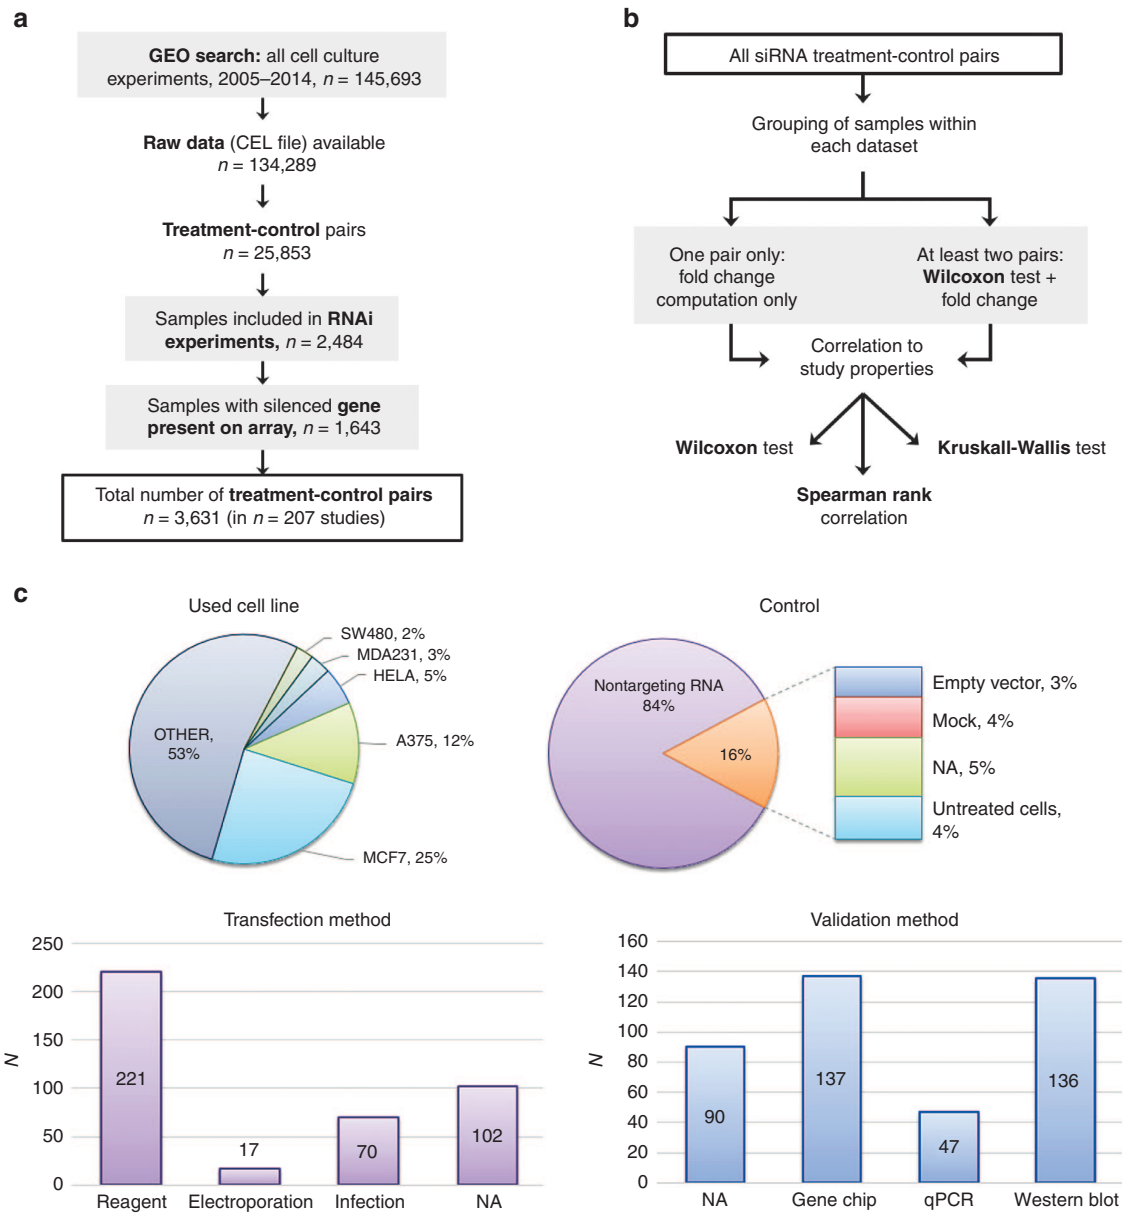 a
GEO search: all cell culture
experiments, 2005–2014, n = 145,693
Raw data (CEL file) available
n = 134,289
Treatment-control pairs
n = 25,853
Samples included in RNAi
experiments, n = 2,484
Samples with silenced gene
present on array, n = 1,643
Total number of treatment-control pairs
n = 3,631 (in n = 207 studies)
b
All siRNA treatment-control pairs
Grouping of samples within
each dataset
One pair only:
fold change
computation only
At least two pairs:
Wilcoxon test +
fold change
Correlation to
study properties
Wilcoxon test
Kruskall-Wallis test
Spearman rank
correlation
c
Used cell line
SW480, 2%
MDA231, 3%
HELA, 5%
A375, 12%
MCF7, 25%
OTHER,
53%
Control
Nontargeting RNA
84%
16%
Empty vector, 3%
Mock, 4%
NA, 5%
Untreated cells,
4%
Transfection method
N
250
200
150
100
50
0
221
17
70
102
Reagent
Electroporation
Infection
NA
Validation method
N
160
140
120
100
80
60
40
20
0
90
137
47
136
NA
Gene chip
qPCR
Western blot